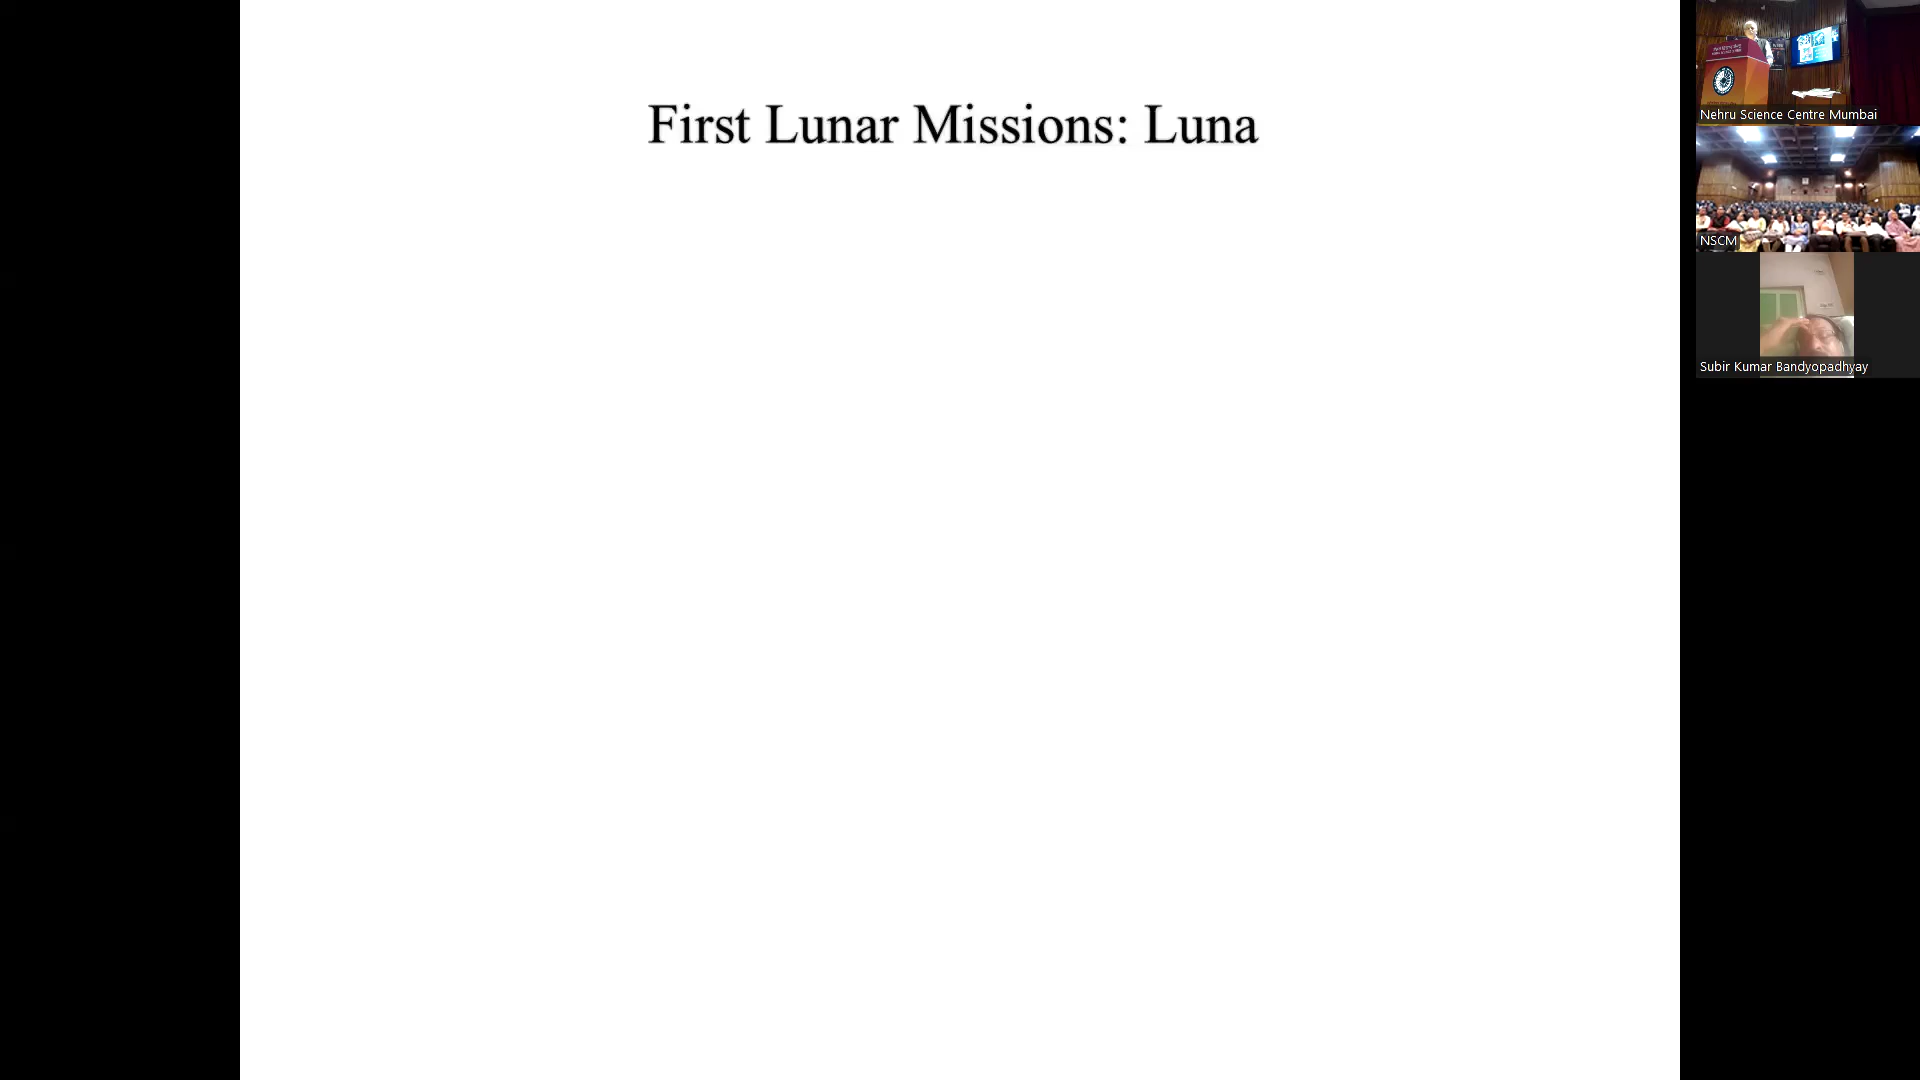 First Lunar Missions: Luna
Nehru Science Centre Mumbai
NSCM
Subir Kumar Bandyopadhyay